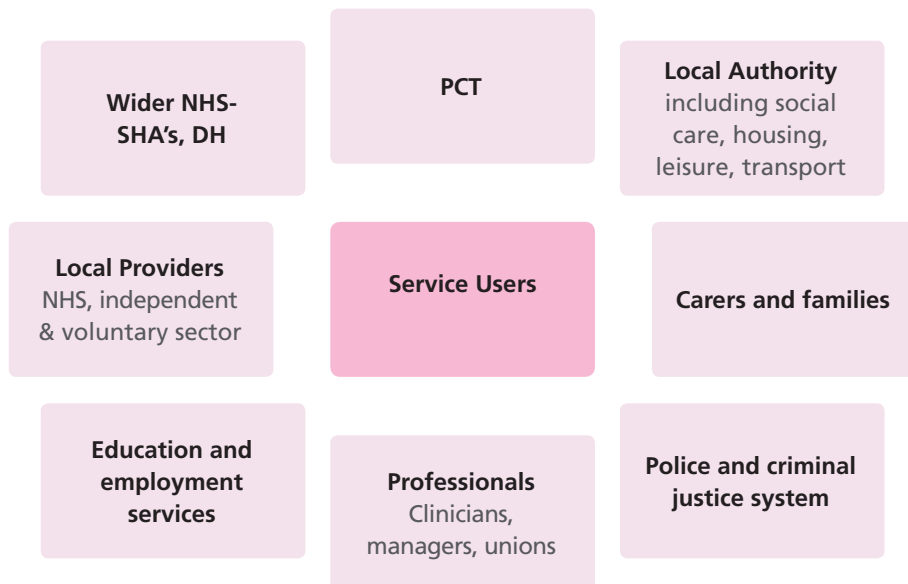 Wider NHS-
SHA's, DH
PCT
Local Authority
including social
care, housing,
leisure, transport
Local Providers
NHS, independent
& voluntary sector
Service Users
Carers and families
Education and
employment
services
Professionals
Clinicians,
managers, unions
Police and criminal
justice system